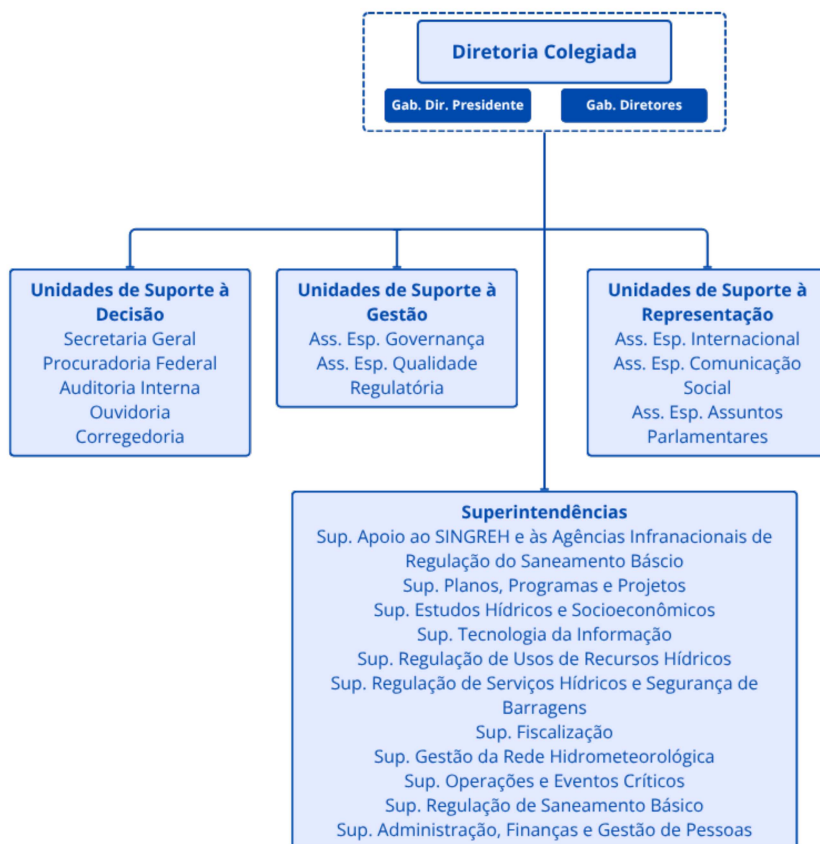 Diretoria Colegiada
Gab. Dir. Presidente
Gab. Diretores
Unidades de Suporte à
Decisão
Secretaria Geral
Procuradoria Federal
Auditoria Interna
Ouvidoria
Corregedoria
Unidades de Suporte à
Gestão
Ass. Esp. Governança
Ass. Esp. Qualidade
Regulatória
Unidades de Suporte à
Representação
Ass. Esp. Internacional
Ass. Esp. Comunicação
Social
Ass. Esp. Assuntos
Parlamentares
Superintendências
Sup. Apoio ao SINGREH e às Agências Infranacionais de
Regulação do Saneamento Báscio
Sup. Planos, Programas e Projetos
Sup. Estudos Hídricos e Socioeconômicos
Sup. Tecnologia da Informação
Sup. Regulação de Usos de Recursos Hídricos
Sup. Regulação de Serviços Hídricos e Segurança de
Barragens
Sup. Fiscalização
Sup. Gestão da Rede Hidrometeorológica
Sup. Operações e Eventos Críticos
Sup. Regulação de Saneamento Básico
Sup. Administração, Finanças e Gestão de Pessoas